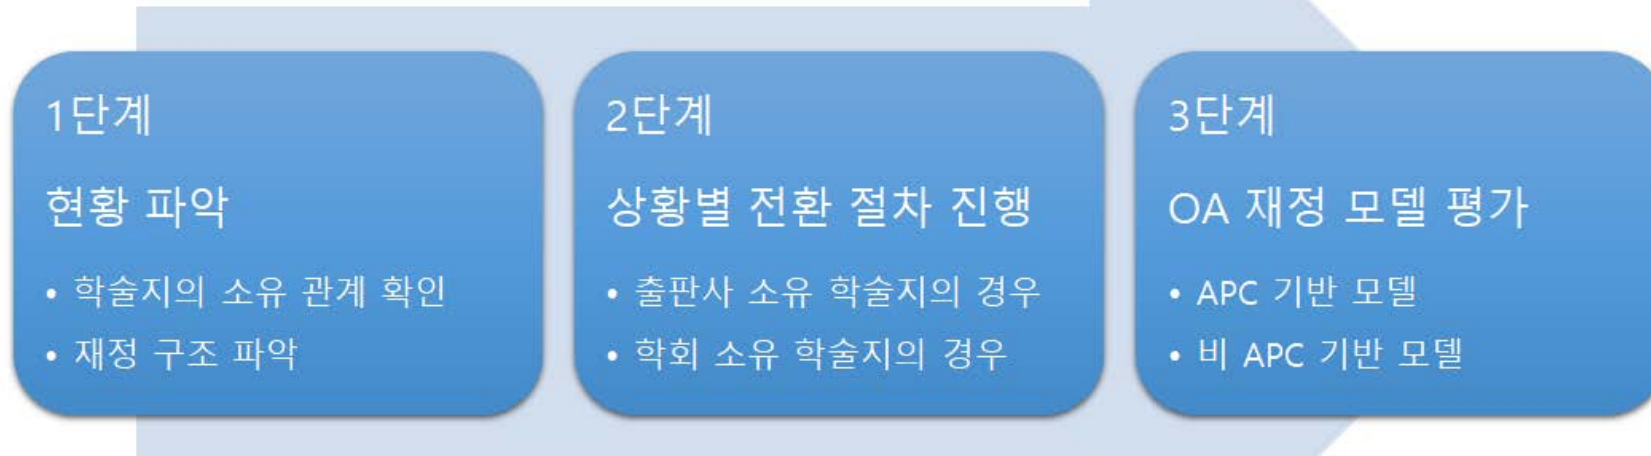 1단계
현황 파악
• 학술지의 소유 관계 확인
• 재정 구조 파악
2단계
상황별 전환 절차 진행
• 출판사 소유 학술지의 경우
• 학회 소유 학술지의 경우
3단계
OA 재정 모델 평가
• APC 기반 모델
• 비 APC 기반 모델